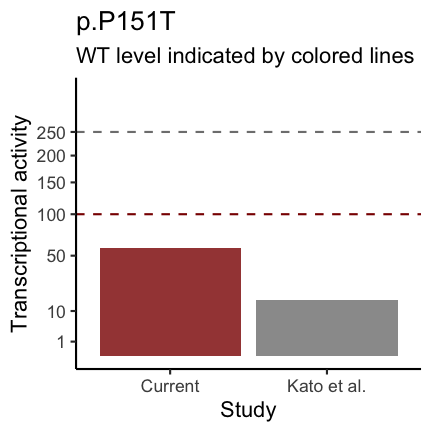 p.P151T
WT level indicated by colored lines
Transcriptional activity
250
200
150
100
50
10
1
Current
Kato et al.
Study